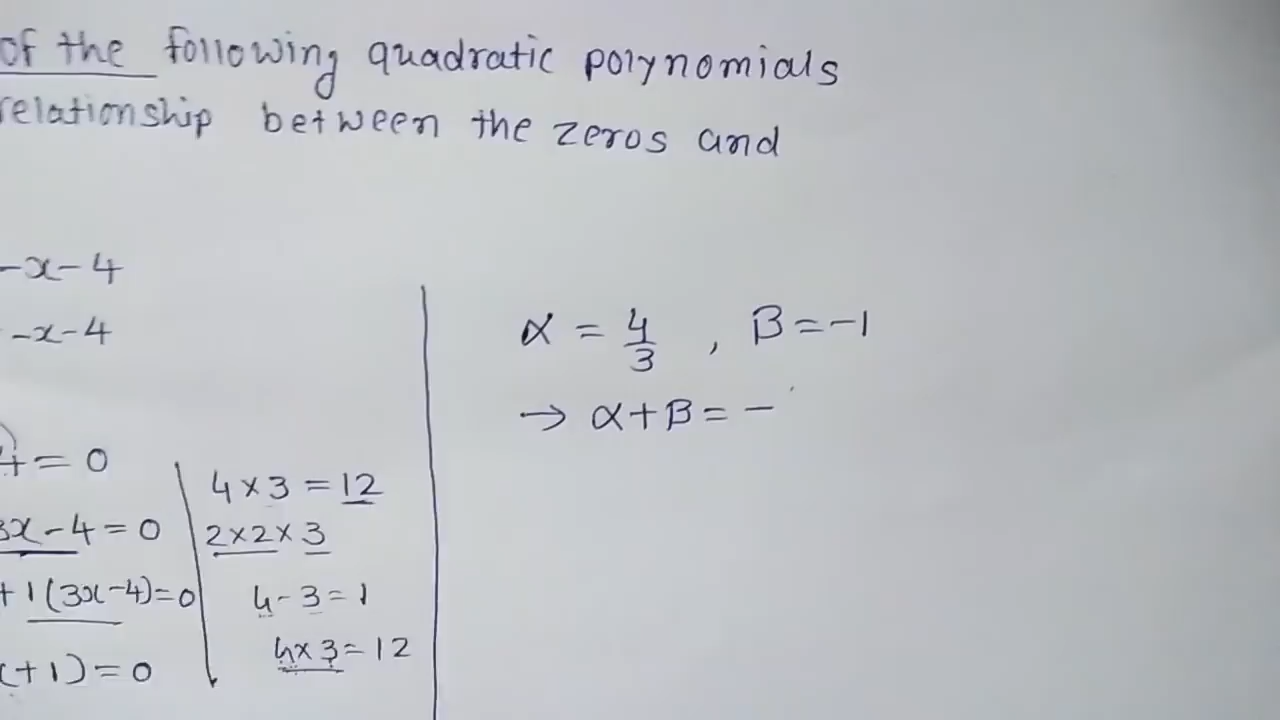 of the following quadratic polynomials
relationship between the zeros and
-x-4
-x-4
4=0
3x-4=0
+1(3x-4)=0
x+1)=0
4×3=12
2×2×3
4-3=1
4×3=12
α = 4/3 , β=-1
→ α+β = -